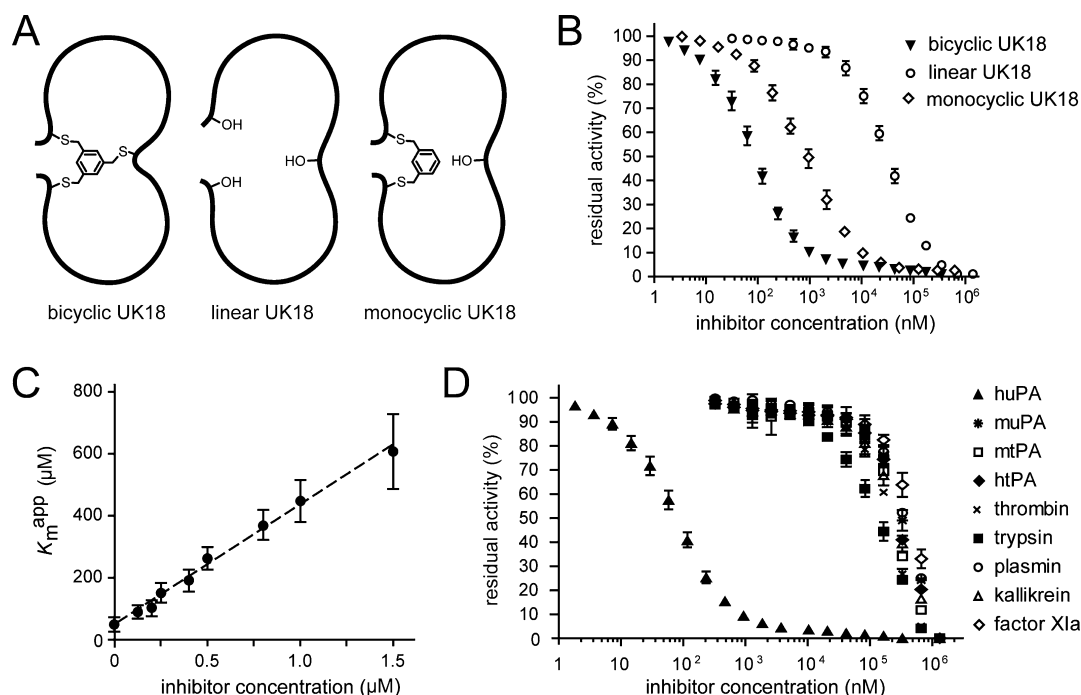 A
S
S
S
OH
OH
HO
S
S
HO
bicyclic UK18
linear UK18
monocyclic UK18
B
residual activity (%)
100
90
80
70
60
50
40
30
20
10
0
1
10
10²
10³
10⁴
10⁵
10⁶
inhibitor concentration (nM)
bicyclic UK18
linear UK18
monocyclic UK18
C
Kₘᵃᵖᵖ (µM)
800
600
400
200
0
0
0.5
1.0
1.5
inhibitor concentration (µM)
D
residual activity (%)
100
90
80
70
60
50
40
30
20
10
0
1
10
10²
10³
10⁴
10⁵
10⁶
inhibitor concentration (nM)
huPA
muPA
mtPA
htPA
thrombin
trypsin
plasmin
kallikrein
factor XIa